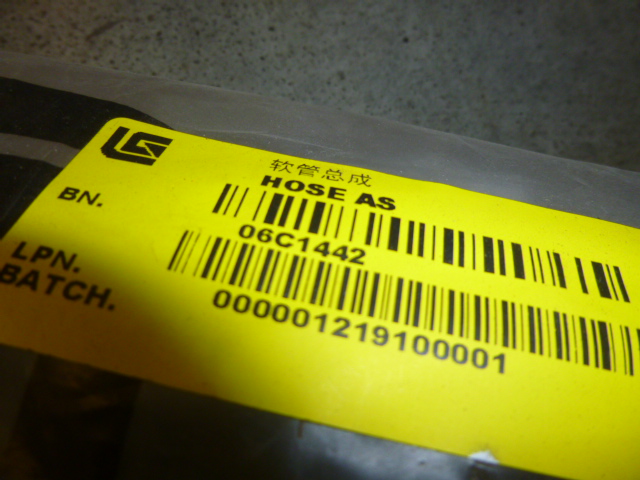 软管总成
HOSE AS
BN.
06C1442
LPN.
BATCH.
000001219100001